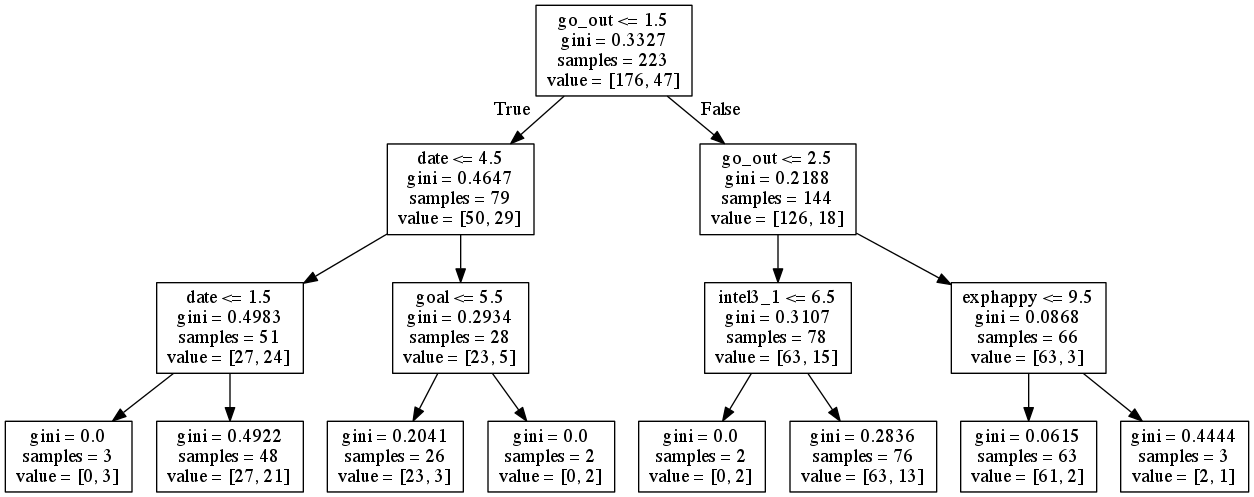 go_out <= 1.5
gini = 0.3327
samples = 223
value = [176, 47]
True
False
date <= 4.5
gini = 0.4647
samples = 79
value = [50, 29]
go_out <= 2.5
gini = 0.2188
samples = 144
value = [126, 18]
date <= 1.5
gini = 0.4983
samples = 51
value = [27, 24]
goal <= 5.5
gini = 0.2934
samples = 28
value = [23, 5]
intel3_1 <= 6.5
gini = 0.3107
samples = 78
value = [63, 15]
exphappy <= 9.5
gini = 0.0868
samples = 66
value = [63, 3]
gini = 0.0
samples = 3
value = [0, 3]
gini = 0.4922
samples = 48
value = [27, 21]
gini = 0.2041
samples = 26
value = [23, 3]
gini = 0.0
samples = 2
value = [0, 2]
gini = 0.0
samples = 2
value = [0, 2]
gini = 0.2836
samples = 76
value = [63, 13]
gini = 0.0615
samples = 63
value = [61, 2]
gini = 0.4444
samples = 3
value = [2, 1]